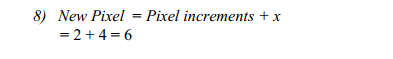 8) New Pixel = Pixel increments + x
= 2 + 4 = 6